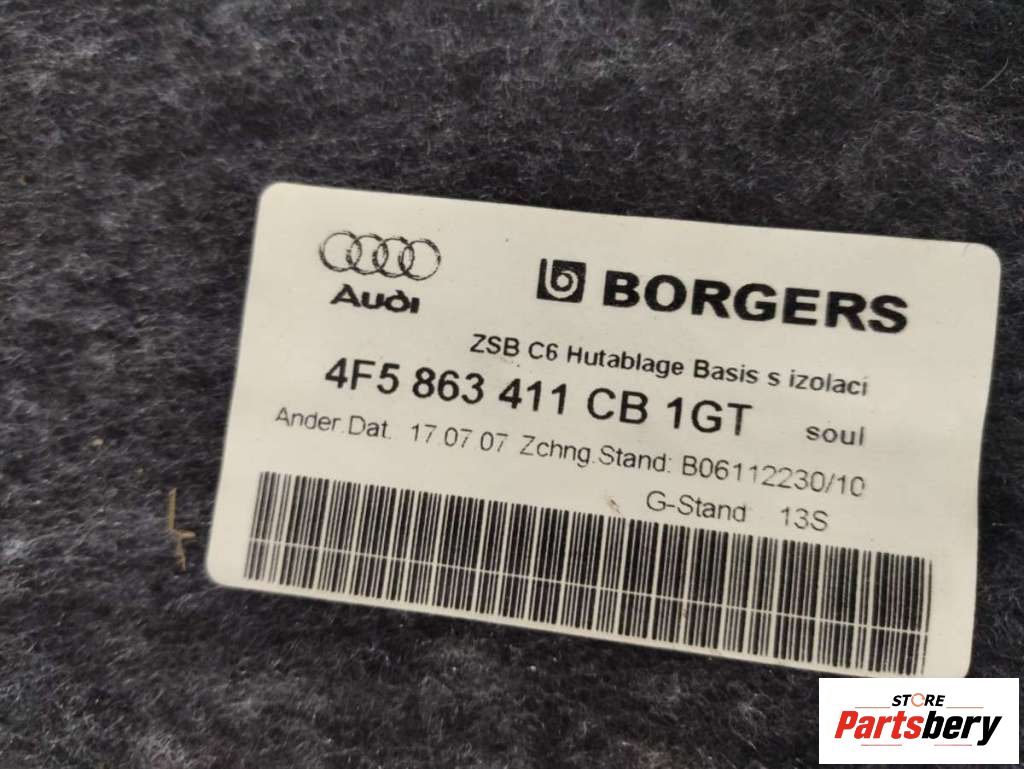 Audi
BORGERS
ZSB C6 Hutablage Basis s izolaci
4F5 863 411 CB 1GT soul
Ander.Dat. 17.07.07 Zchng.Stand: B06112230/10
G-Stand 13S
STORE
Partsbery